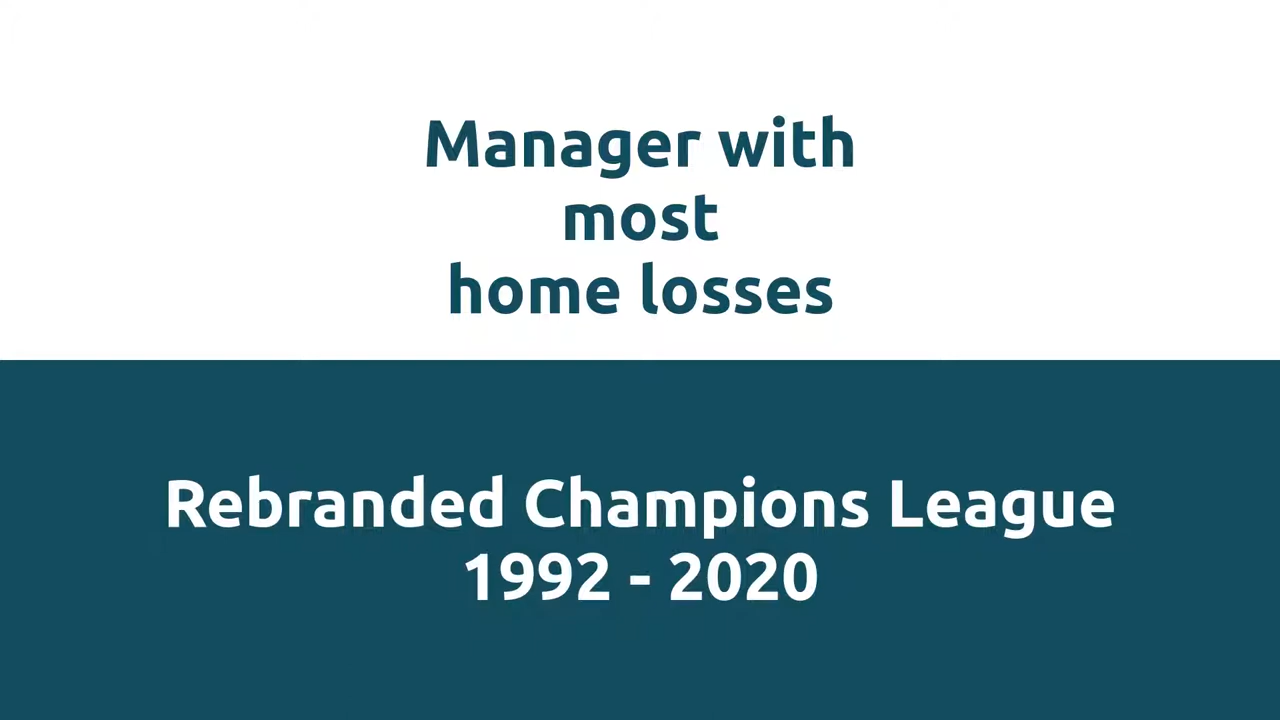 Manager with
most
home losses
Rebranded Champions League
1992 - 2020